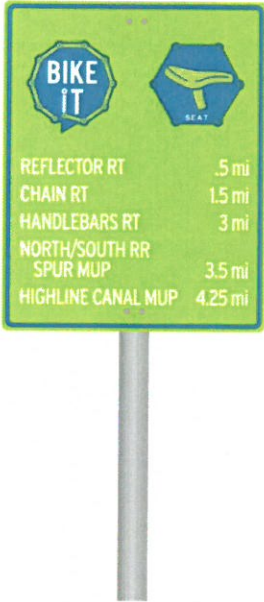 BIKE
iT
SEAT
REFLECTOR RT .5 mi
CHAIN RT 1.5 mi
HANDLEBARS RT 3 mi
NORTH/SOUTH RR
SPUR MUP 3.5 mi
HIGHLINE CANAL MUP 4.25 mi